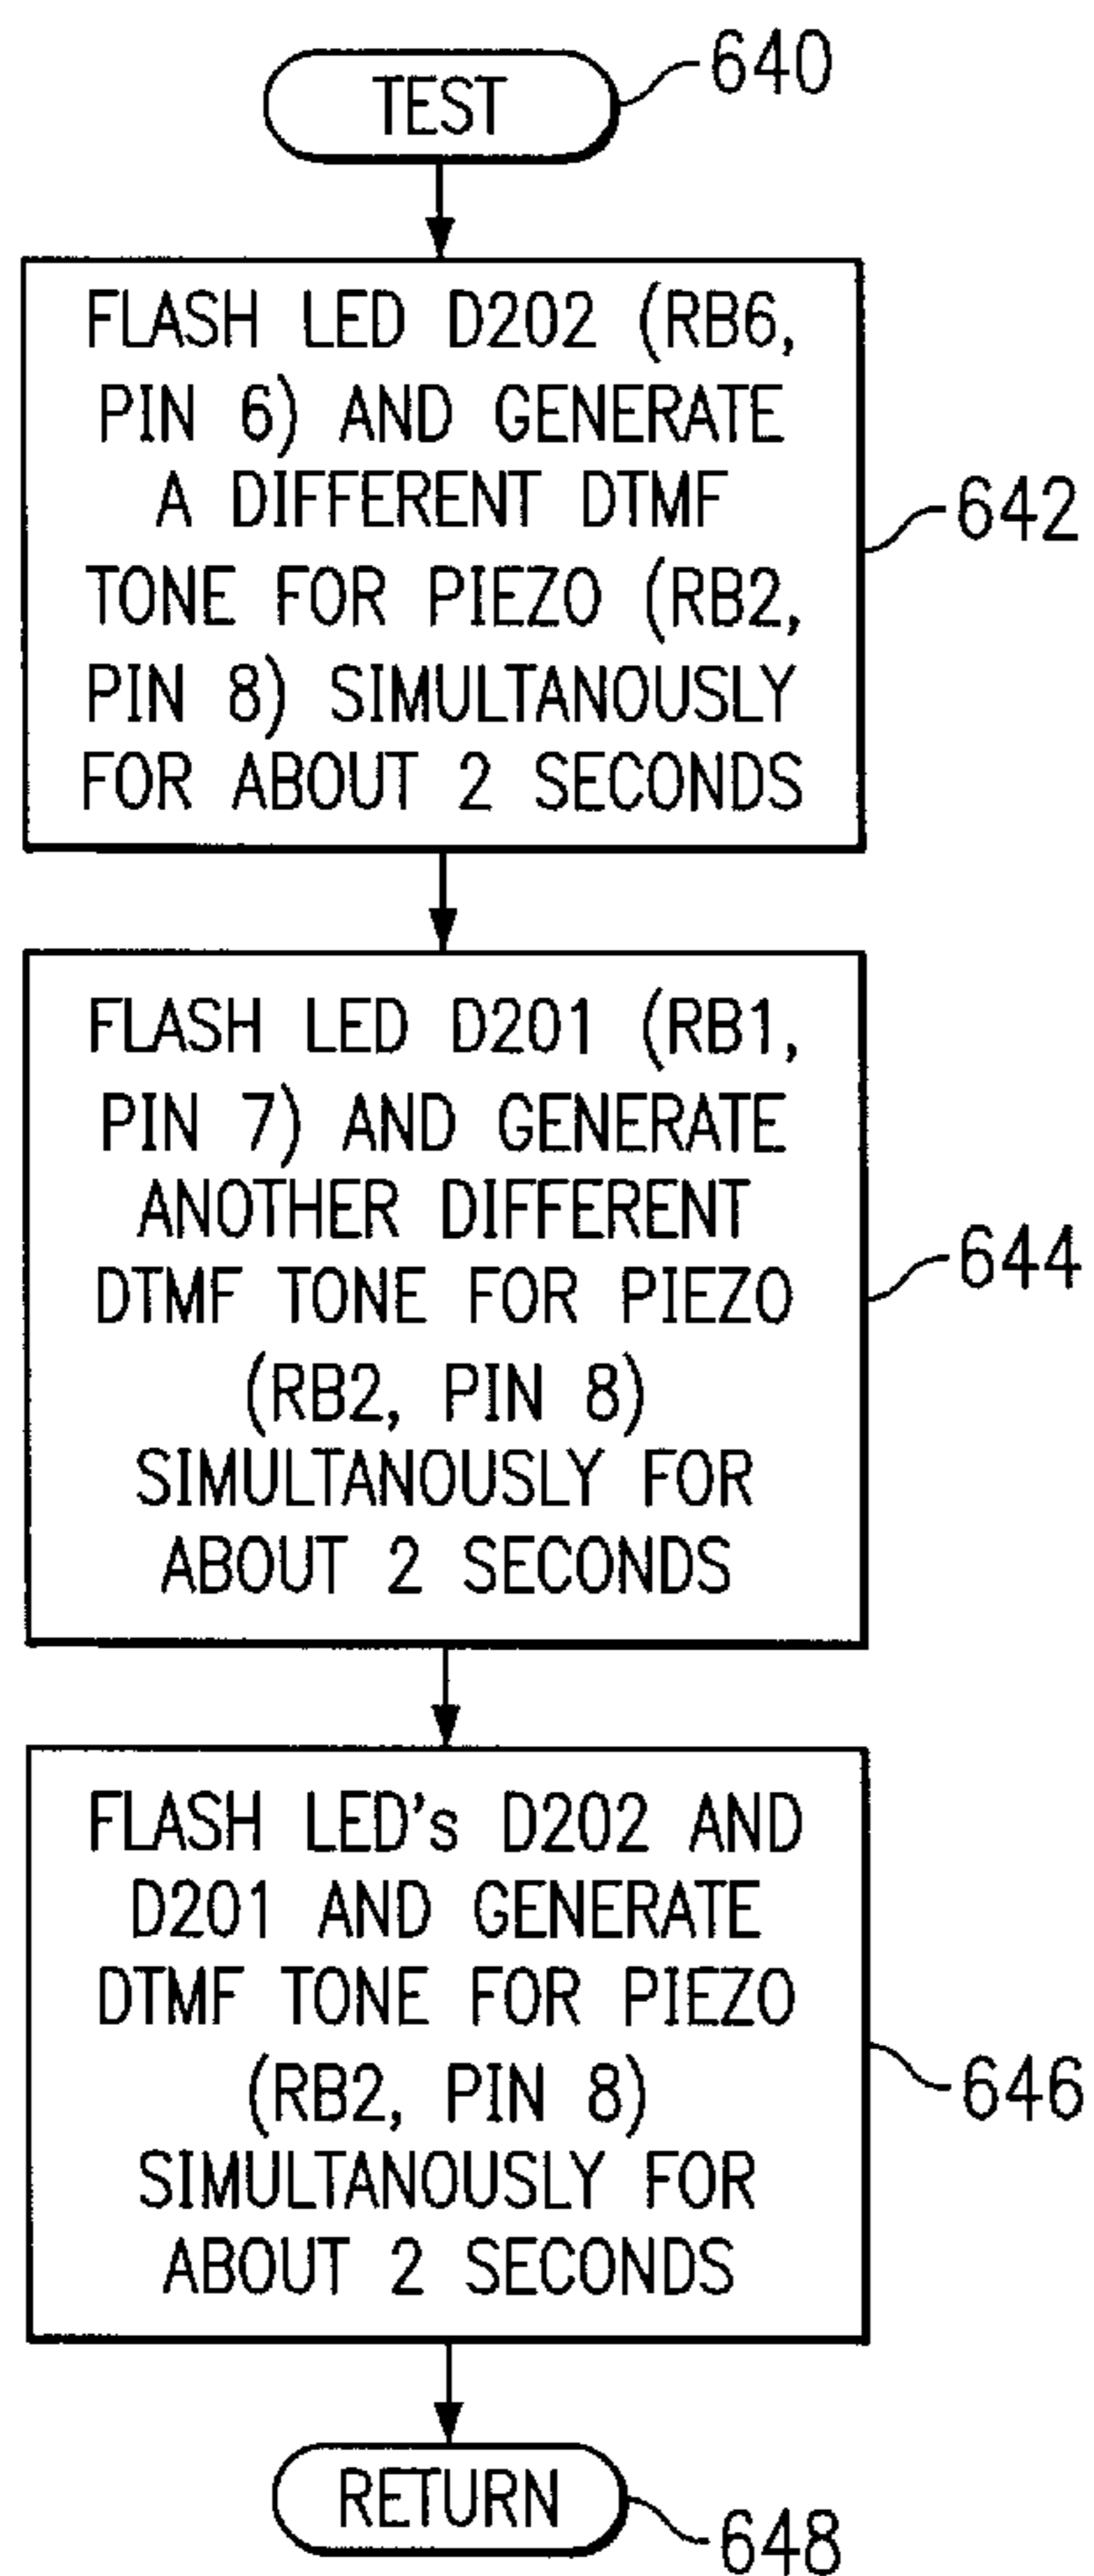 TEST
640
FLASH LED D202 (RB6,
PIN 6) AND GENERATE
A DIFFERENT DTMF
TONE FOR PIEZO (RB2,
PIN 8) SIMULTANOUSLY
FOR ABOUT 2 SECONDS
642
FLASH LED D201 (RB1,
PIN 7) AND GENERATE
ANOTHER DIFFERENT
DTMF TONE FOR PIEZO
(RB2, PIN 8)
SIMULTANOUSLY FOR
ABOUT 2 SECONDS
644
FLASH LED's D202 AND
D201 AND GENERATE
DTMF TONE FOR PIEZO
(RB2, PIN 8)
SIMULTANOUSLY FOR
ABOUT 2 SECONDS
646
RETURN
648